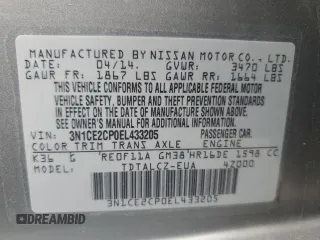 MANUFACTURED BY NISSAN MOTOR CO., LTD.
DATE: 04/14. GVWR: 3470 LBS
GAWR FR: 1867 LBS GAWR RR: 1664 LBS
THIS VEHICLE CONFORMS TO ALL APPLICABLE
FEDERAL MOTOR VEHICLE SAFETY, BUMPER,
AND THEFT PREVENTION STANDARDS IN EFFECT
ON THE DATE OF MANUFACTURE SHOWN ABOVE.
SEE OWNER'S MANUAL FOR ADDITIONAL
INFORMATION.
VIN: 3N1CE2CP0EL433205 PASSENGER CAR.
COLOR TRIM TRANS AXLE ENGINE
K36 G RE0F11A GM38 HR16DE 1598 CC
MODEL: TDTALCZ-EUA 4Z000
3N1CE2CP0EL433205